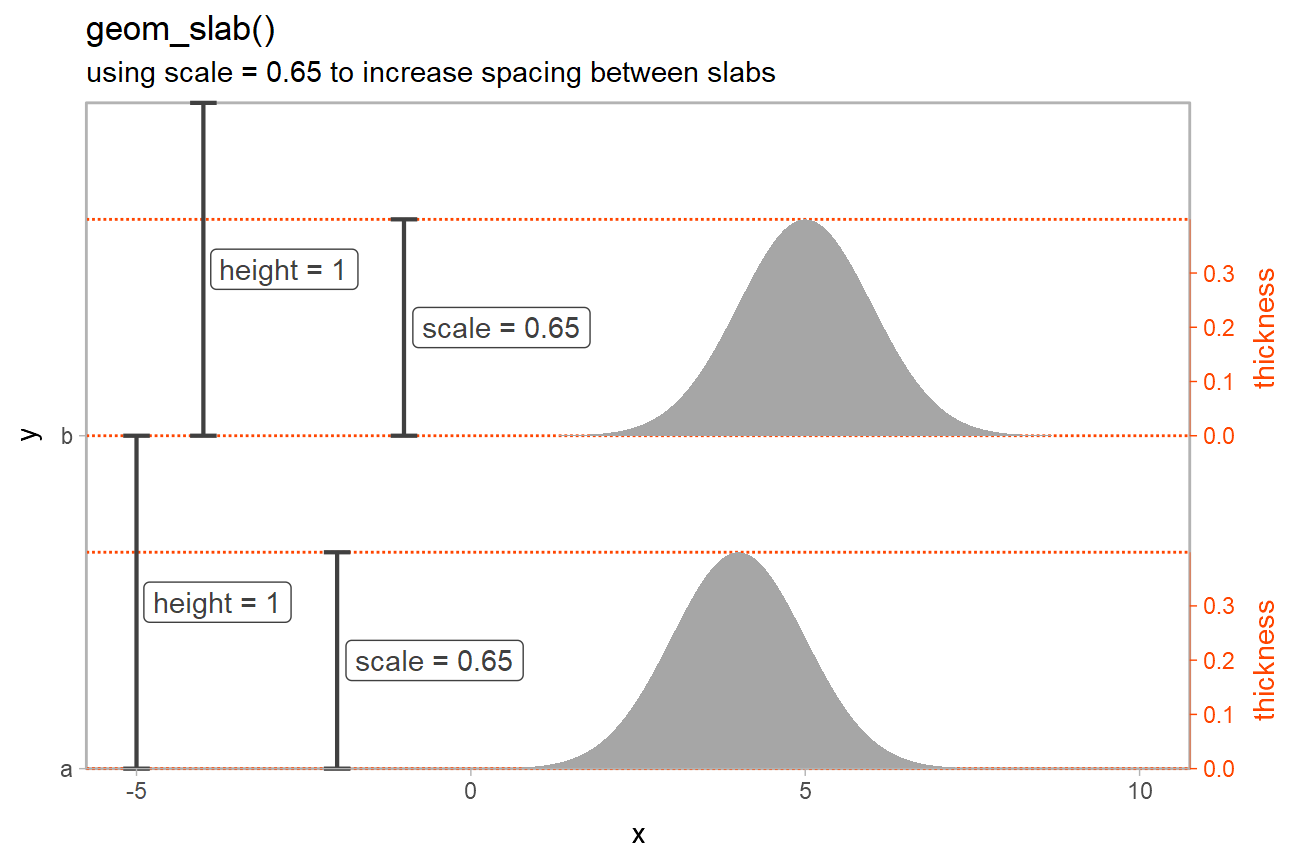 geom_slab()
using scale = 0.65 to increase spacing between slabs
height = 1
scale = 0.65
0.3
0.2
0.1
0.0
thickness
y
b
height = 1
scale = 0.65
0.3
0.2
0.1
0.0
thickness
a
-5
0
5
10
x